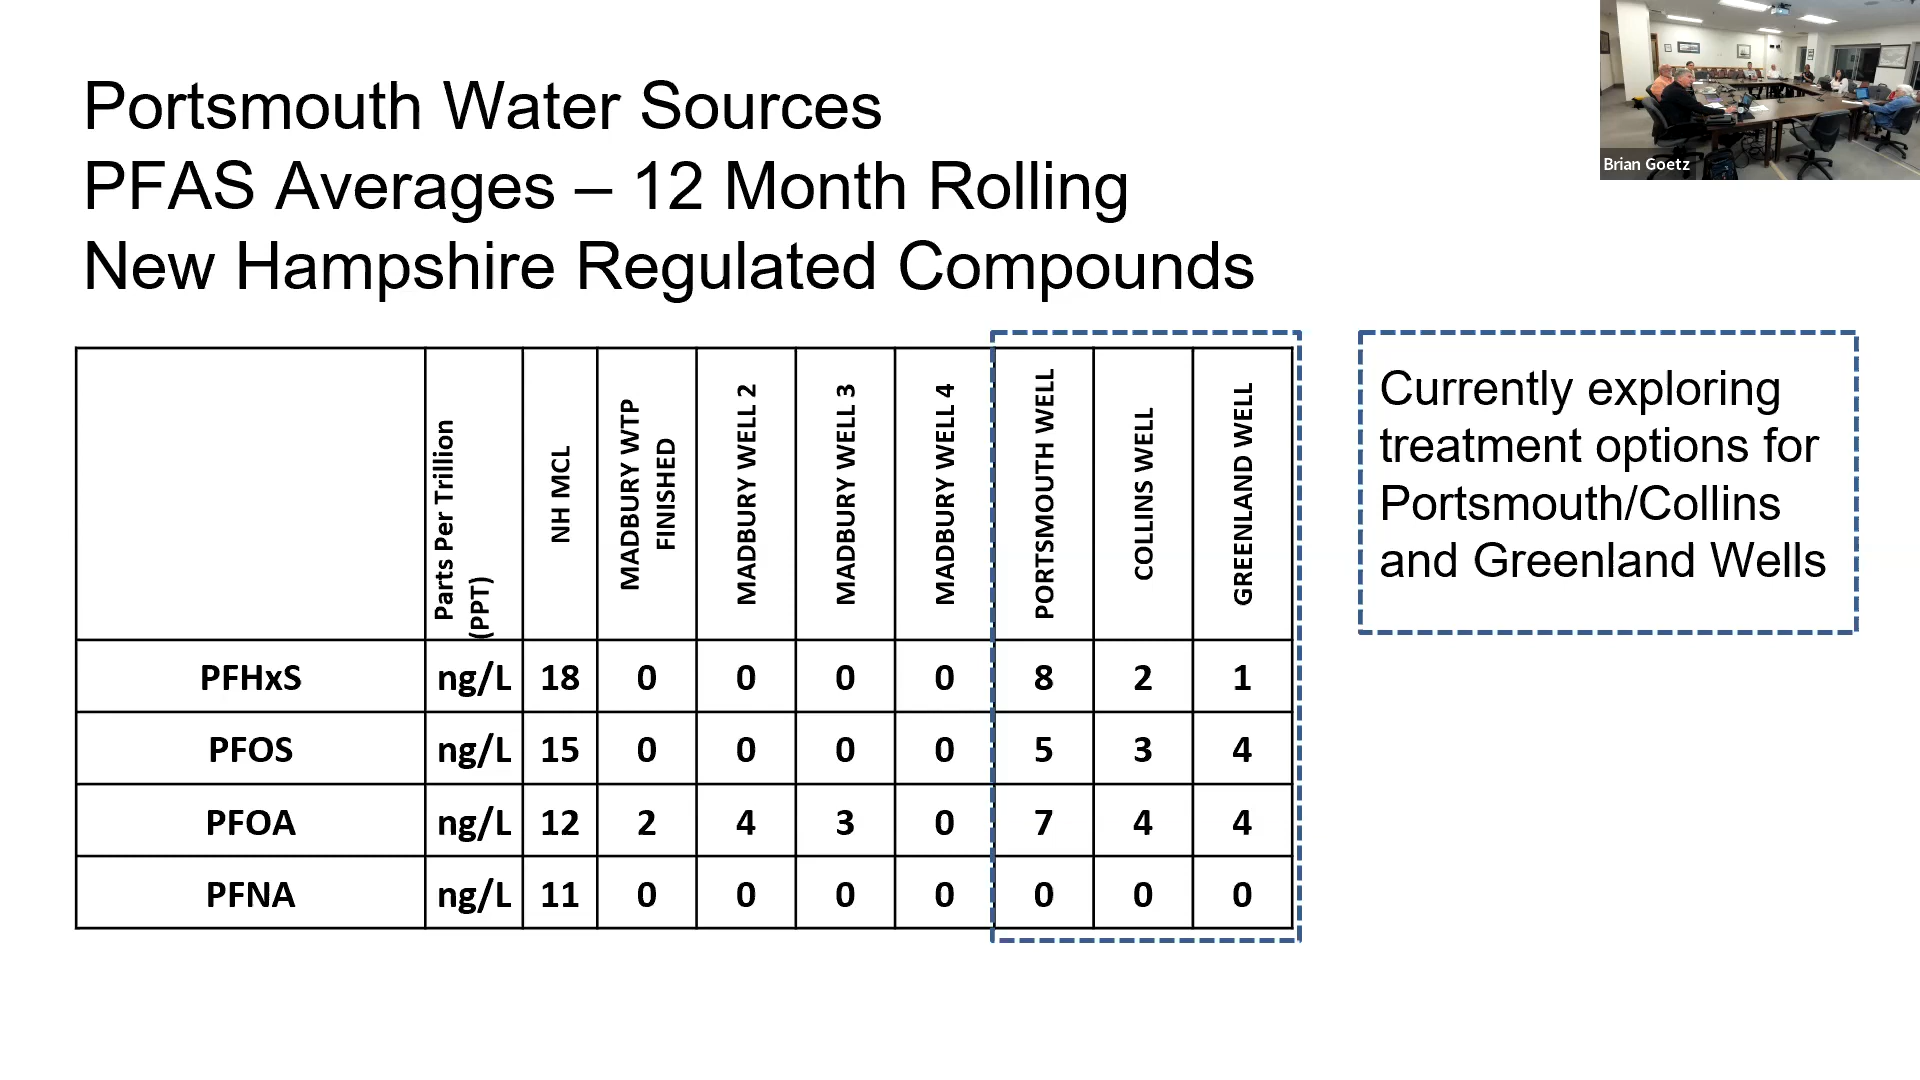 Portsmouth Water Sources
PFAS Averages – 12 Month Rolling
New Hampshire Regulated Compounds
Brian Goetz
Parts Per Trillion
(PPT)
NH MCL
MADBURY WTP
FINISHED
MADBURY WELL 2
MADBURY WELL 3
MADBURY WELL 4
PORTSMOUTH WELL
COLLINS WELL
GREENLAND WELL
PFHxS ng/L 18 0 0 0 0 8 2 1
PFOS ng/L 15 0 0 0 0 5 3 4
PFOA ng/L 12 2 4 3 0 7 4 4
PFNA ng/L 11 0 0 0 0 0 0 0
Currently exploring
treatment options for
Portsmouth/Collins
and Greenland Wells